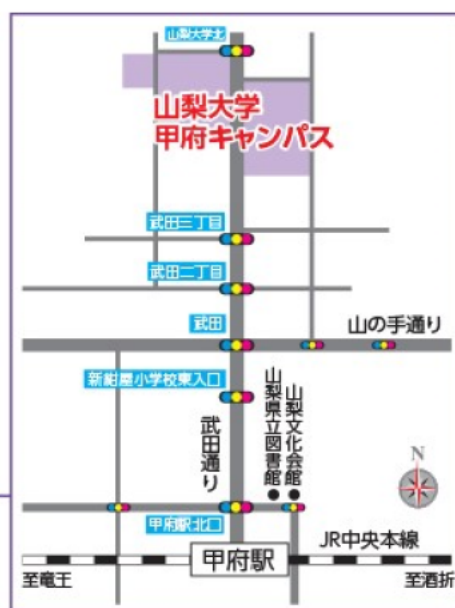 山梨大学北
山梨大学
甲府キャンパス
武田三丁目
武田二丁目
武田
山の手通り
新紺屋小学校東入口
武田通り
山梨県立図書館
山梨文化会館
N
甲府駅北口
JR中央本線
甲府駅
至竜王
至酒折